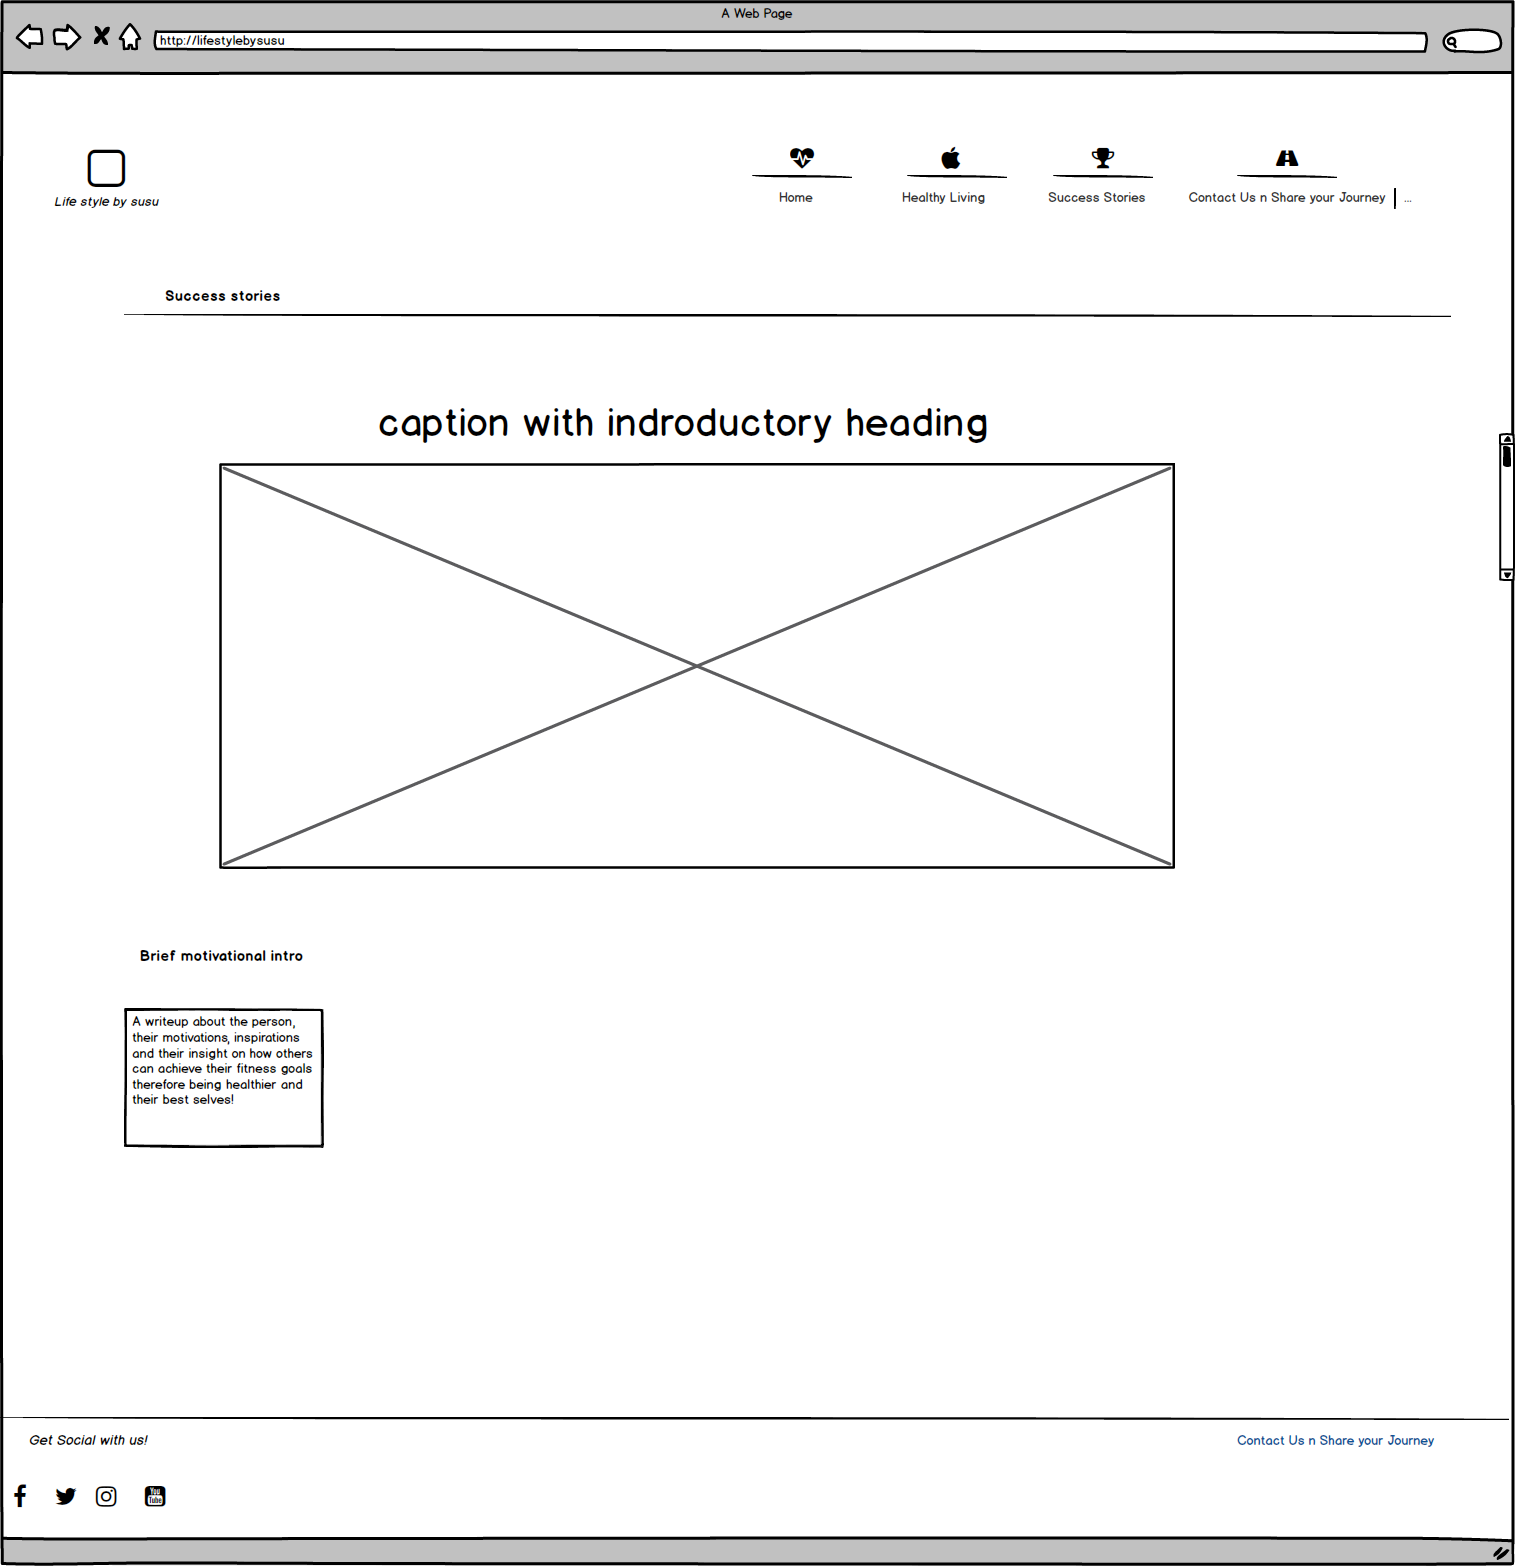 A Web Page
http://lifestylebysusu
Life style by susu
Home
Healthy Living
Success Stories
Contact Us n Share your Journey
...
Success stories
caption with indroductory heading
Brief motivational intro
A writeup about the person,
their motivations, inspirations
and their insight on how others
can achieve their fitness goals
therefore being healthier and
their best selves!
Get Social with us!
Contact Us n Share your Journey
You
Tube